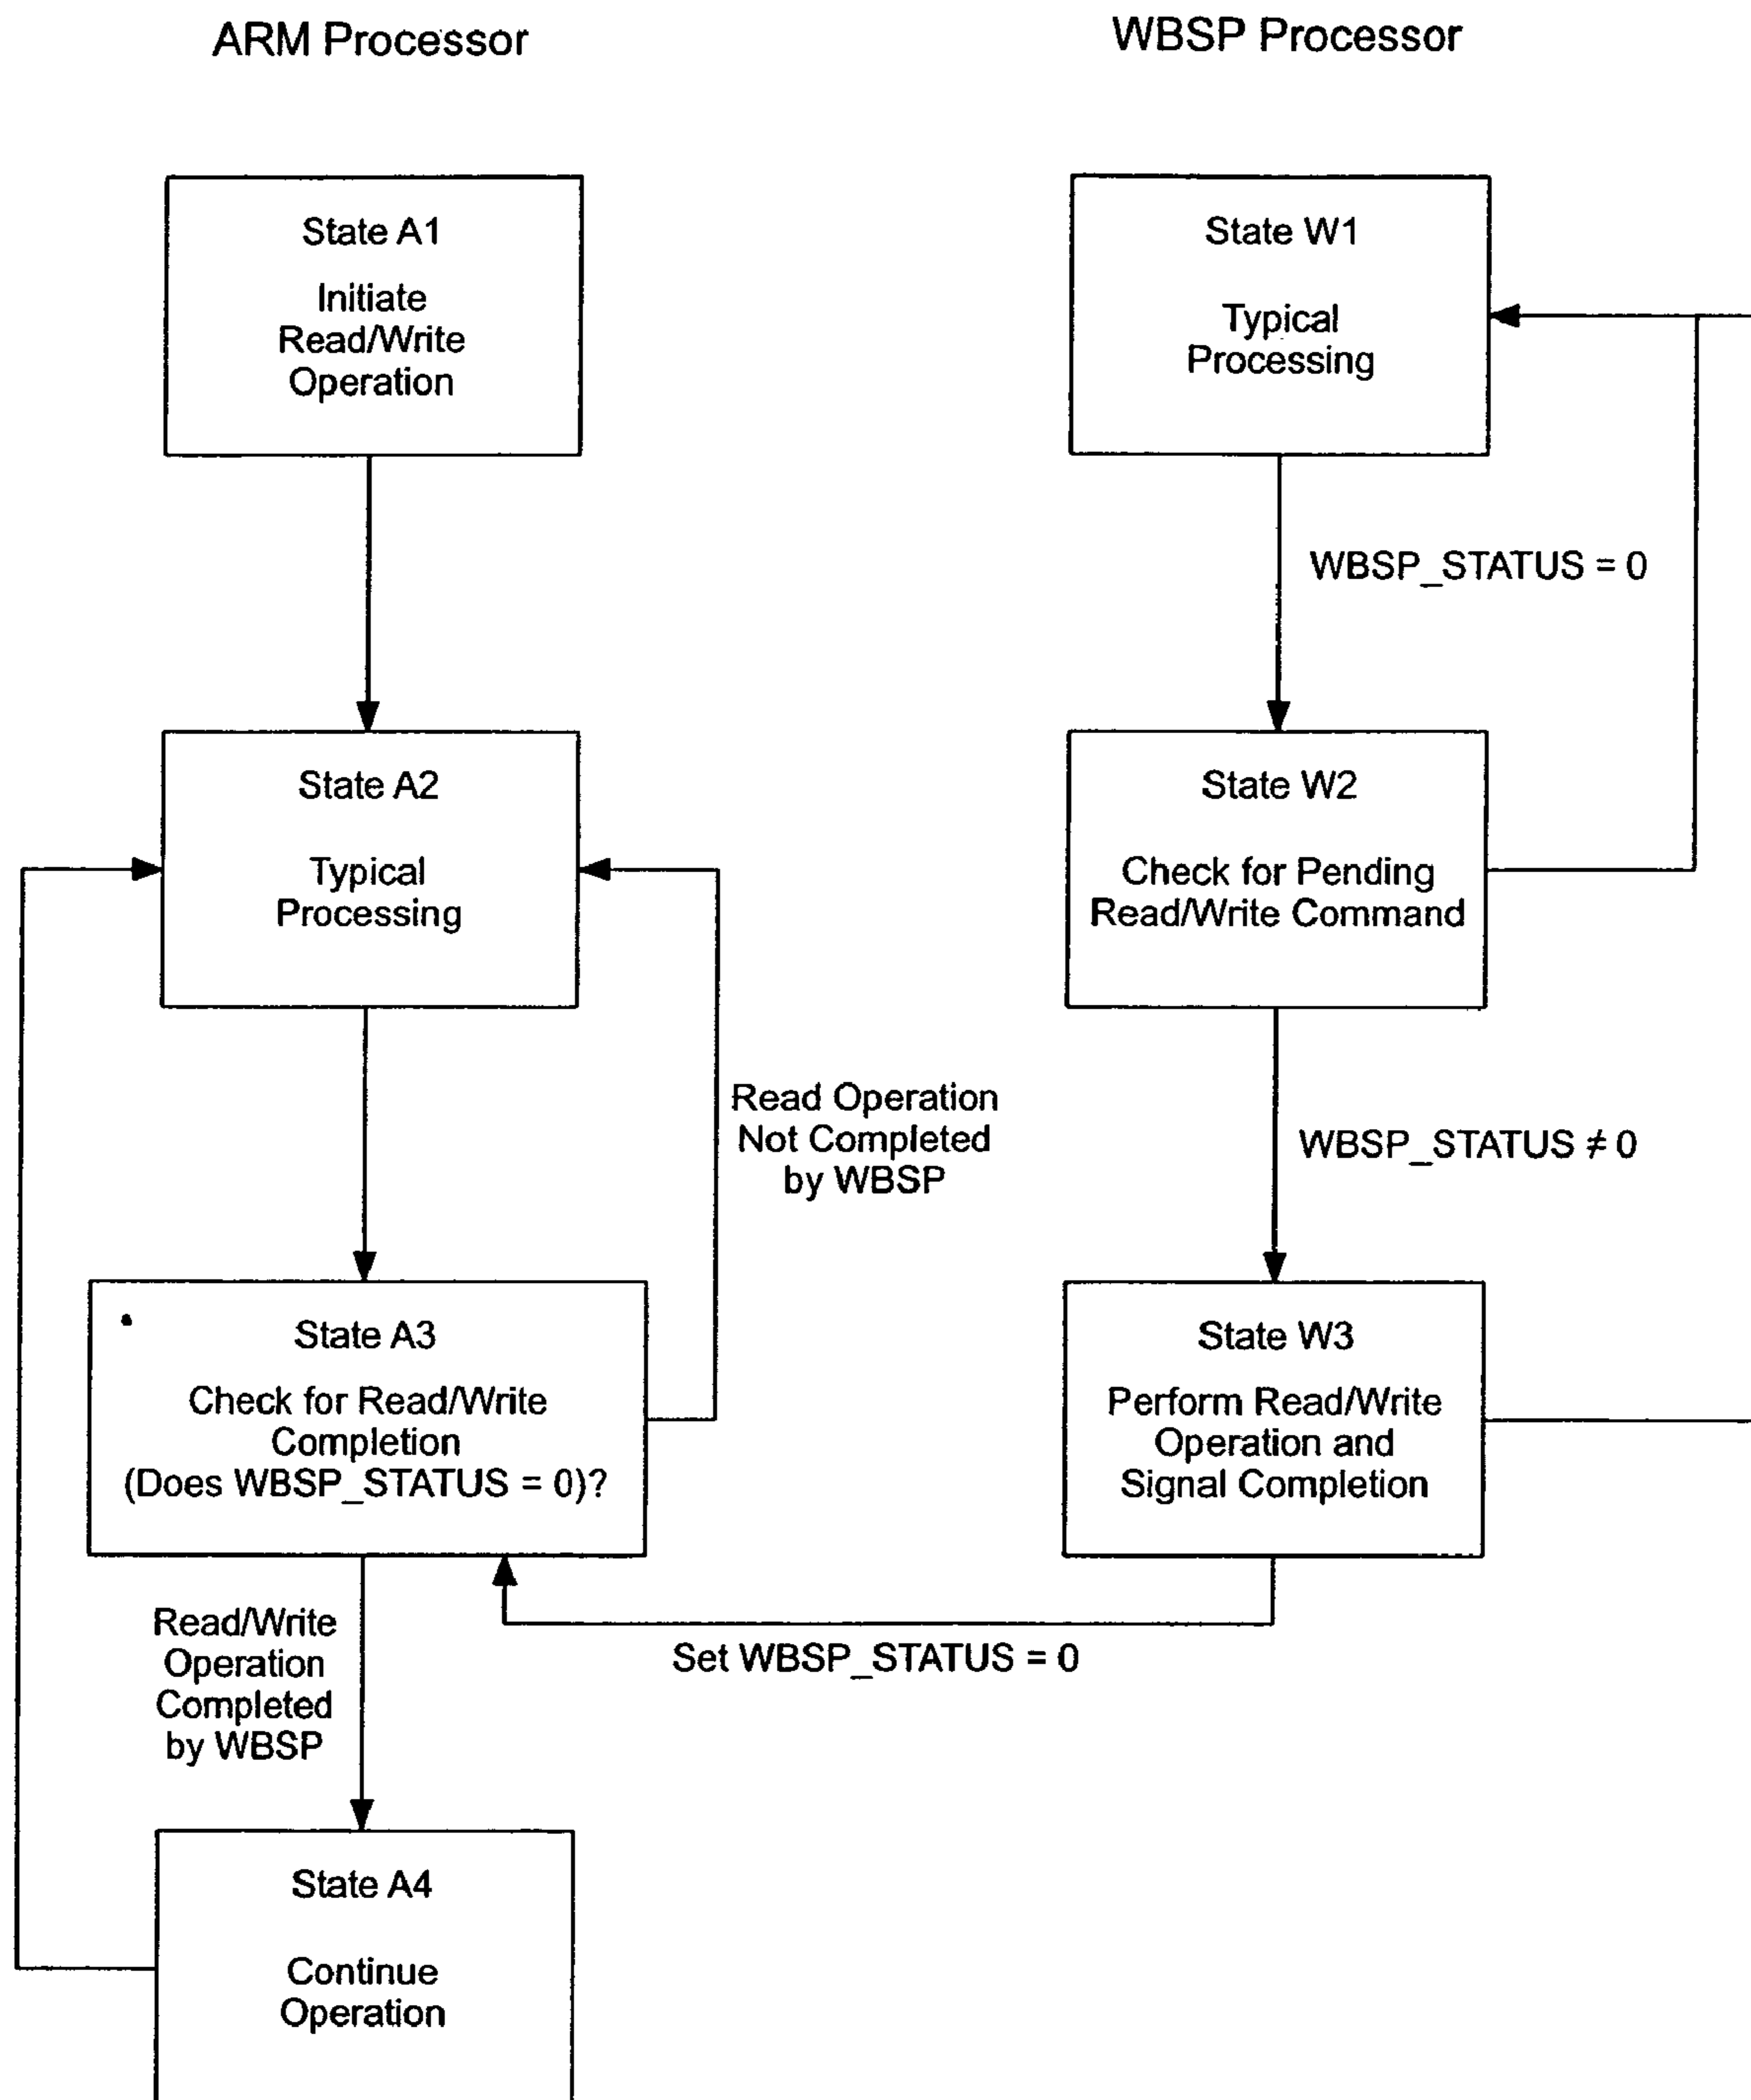 ARM Processor
WBSP Processor
State A1
Initiate
Read/Write
Operation
State W1
Typical
Processing
WBSP_STATUS = 0
State A2
Typical
Processing
State W2
Check for Pending
Read/Write Command
Read Operation
Not Completed
by WBSP
WBSP_STATUS ≠ 0
State A3
Check for Read/Write
Completion
(Does WBSP_STATUS = 0)?
State W3
Perform Read/Write
Operation and
Signal Completion
Read/Write
Operation
Completed
by WBSP
Set WBSP_STATUS = 0
State A4
Continue
Operation